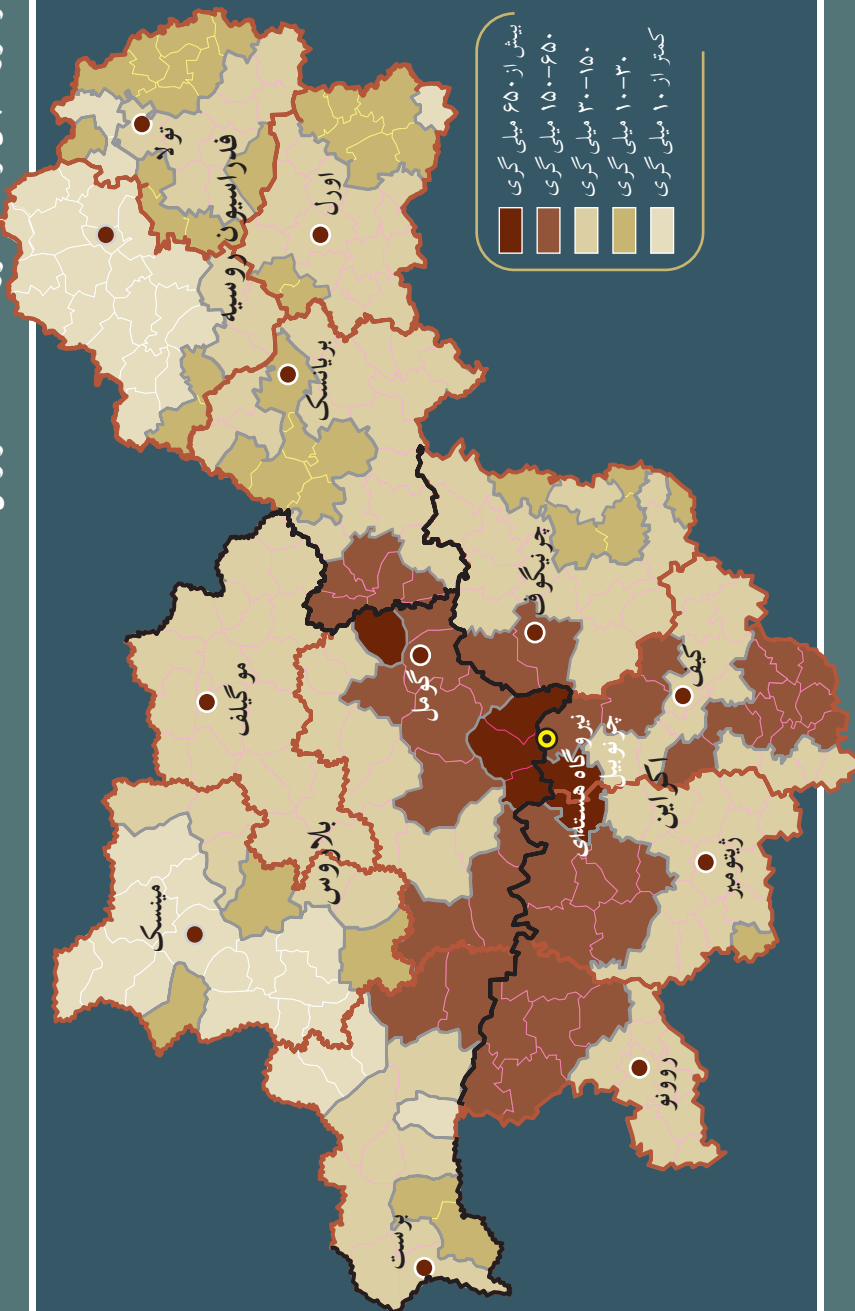 بیش از ۶۵۰ میلی گری
۱۵۰-۶۵۰ میلی گری
۳۰-۱۵۰ میلی گری
۱۰-۳۰ میلی گری
کمتر از ۱۰ میلی گری
تولا
فدراسیون روسیه
اورل
بریانسک
چرنیگوف
موگیلف
گومل
کیف
نیروگاه هسته‌ای
چرنوبیل
اکراین
ژیتومیر
بلاروس
مینسک
روونو
برست